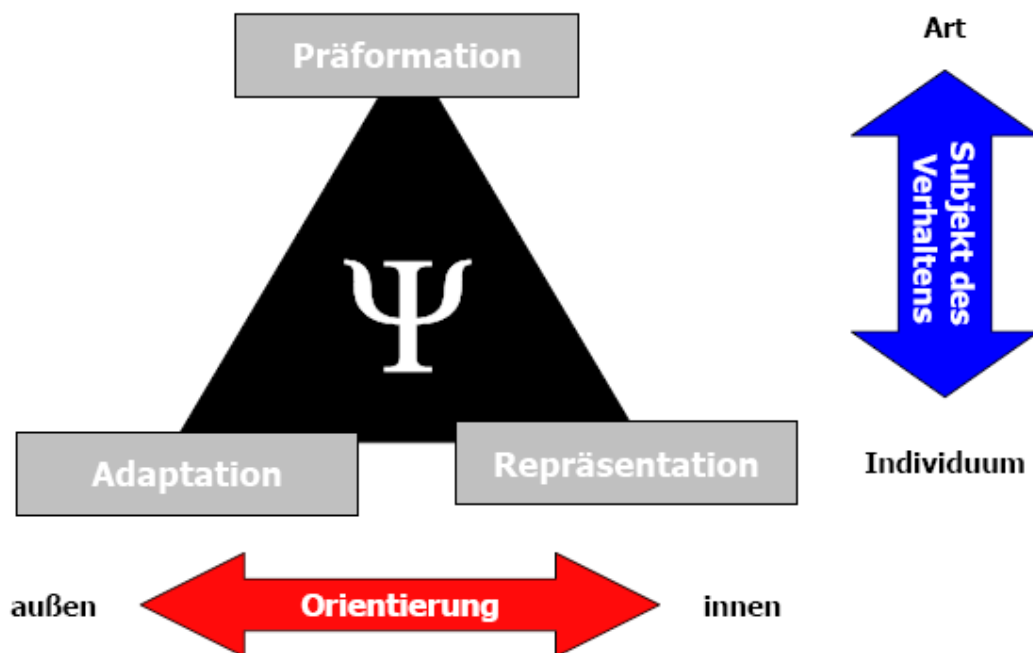 Präformation
Art
Subjekt des
Verhaltens
Ψ
Adaptation
Repräsentation
Individuum
außen
Orientierung
innen